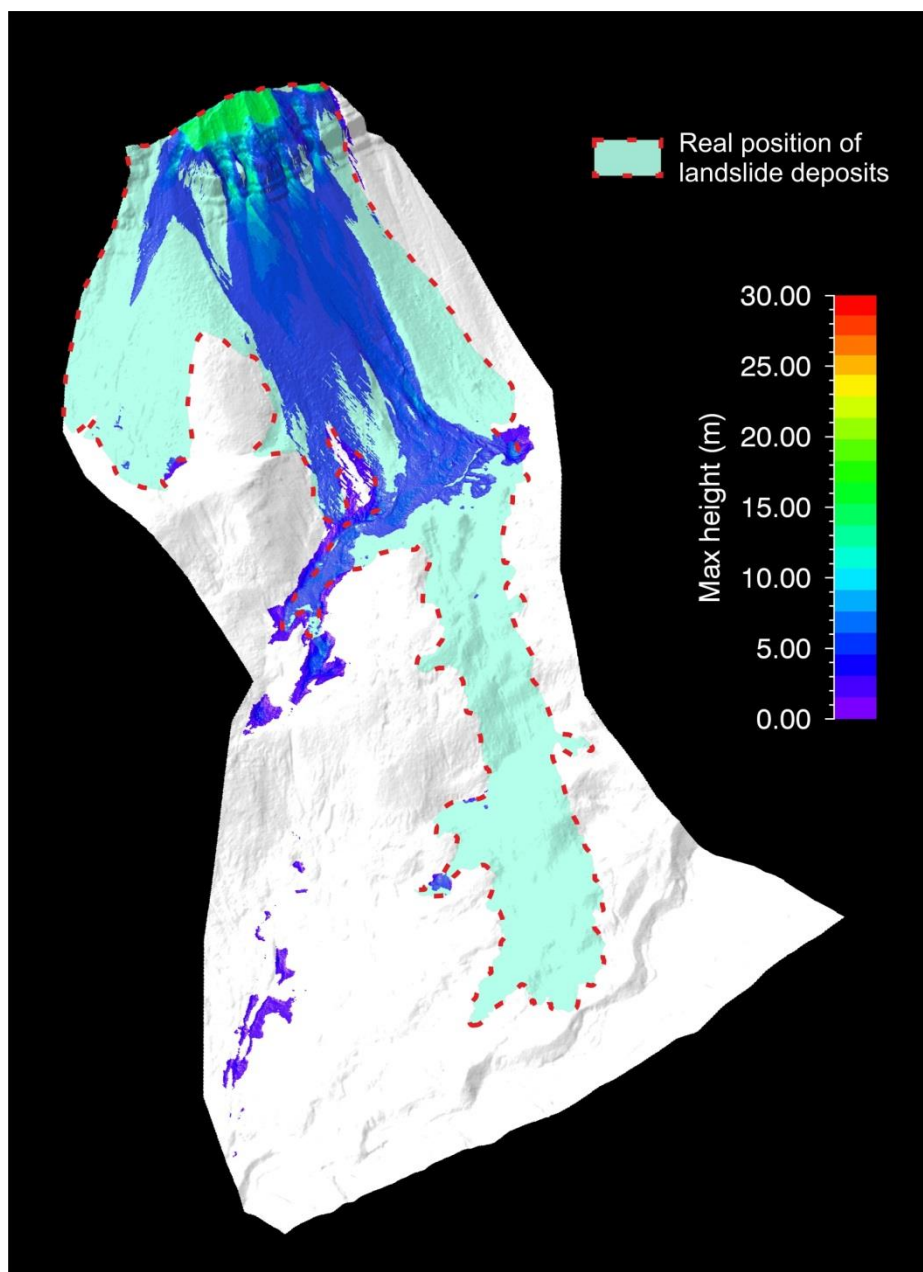 Real position of
landslide deposits
30.00
25.00
20.00
15.00
10.00
5.00
0.00
Max height (m)